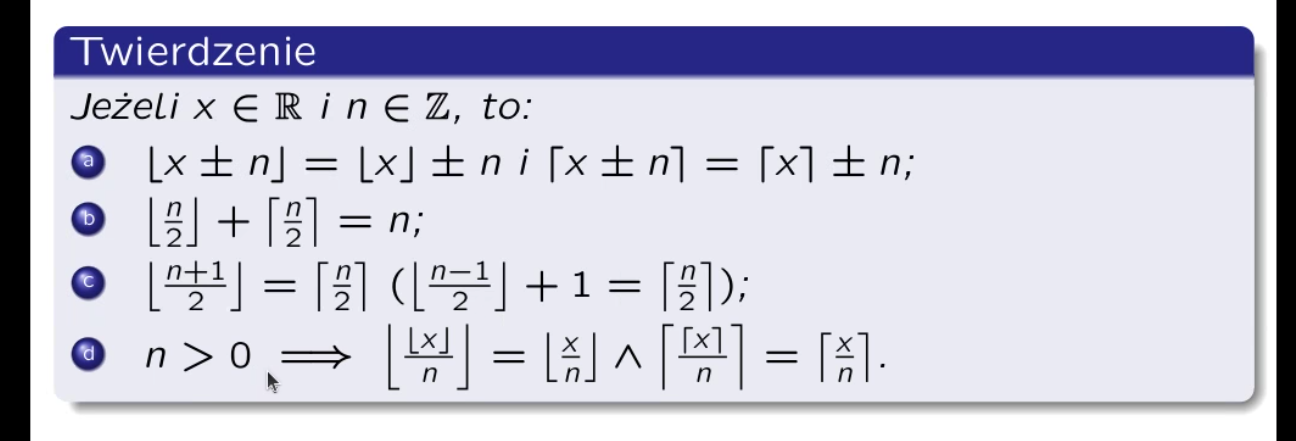 Twierdzenie
Jeżeli x ∈ ℝ i n ∈ ℤ, to:
a ⌊x ± n⌋ = ⌊x⌋ ± n i ⌈x ± n⌉ = ⌈x⌉ ± n;
b ⌊n/2⌋ + ⌈n/2⌉ = n;
c ⌊(n+1)/2⌋ = ⌈n/2⌉ (⌊(n−1)/2⌋ + 1 = ⌈n/2⌉);
d n > 0 ⟹ ⌊⌊x⌋/n⌋ = ⌊x/n⌋ ∧ ⌈⌈x⌉/n⌉ = ⌈x/n⌉.